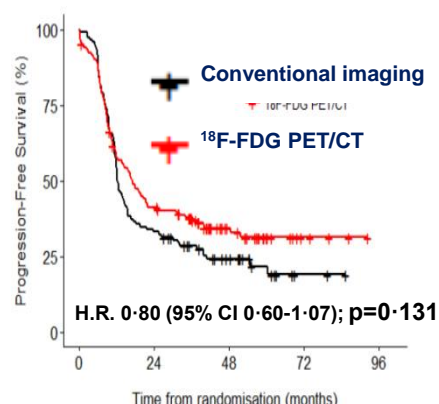 Progression-Free Survival (%)
100
75
50
25
0
Conventional imaging
18F-FDG PET/CT
¹⁸F-FDG PET/CT
H.R. 0·80 (95% CI 0·60-1·07); p=0·131
0 24 48 72 96
Time from randomisation (months)